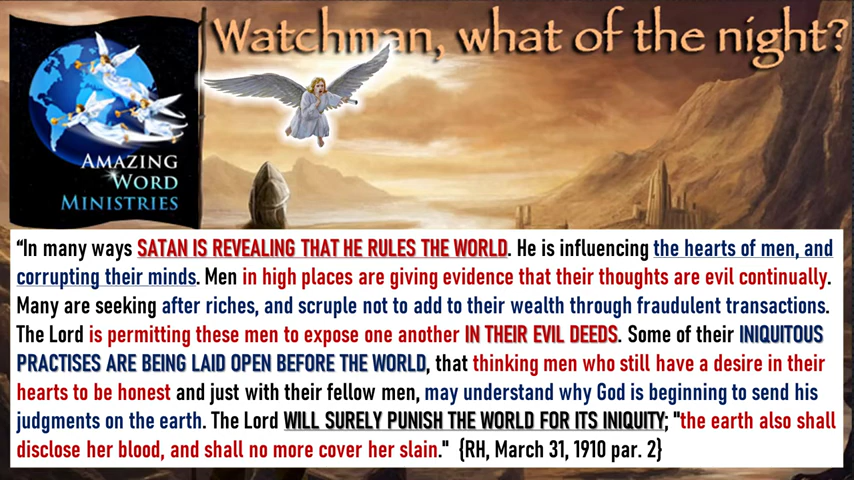 Watchman, what of the night?
AMAZING
WORD
MINISTRIES
“In many ways SATAN IS REVEALING THAT HE RULES THE WORLD. He is influencing the hearts of men, and
corrupting their minds. Men in high places are giving evidence that their thoughts are evil continually.
Many are seeking after riches, and scruple not to add to their wealth through fraudulent transactions.
The Lord is permitting these men to expose one another IN THEIR EVIL DEEDS. Some of their INIQUITOUS
PRACTISES ARE BEING LAID OPEN BEFORE THE WORLD, that thinking men who still have a desire in their
hearts to be honest and just with their fellow men, may understand why God is beginning to send his
judgments on the earth. The Lord WILL SURELY PUNISH THE WORLD FOR ITS INIQUITY; "the earth also shall
disclose her blood, and shall no more cover her slain." {RH, March 31, 1910 par. 2}